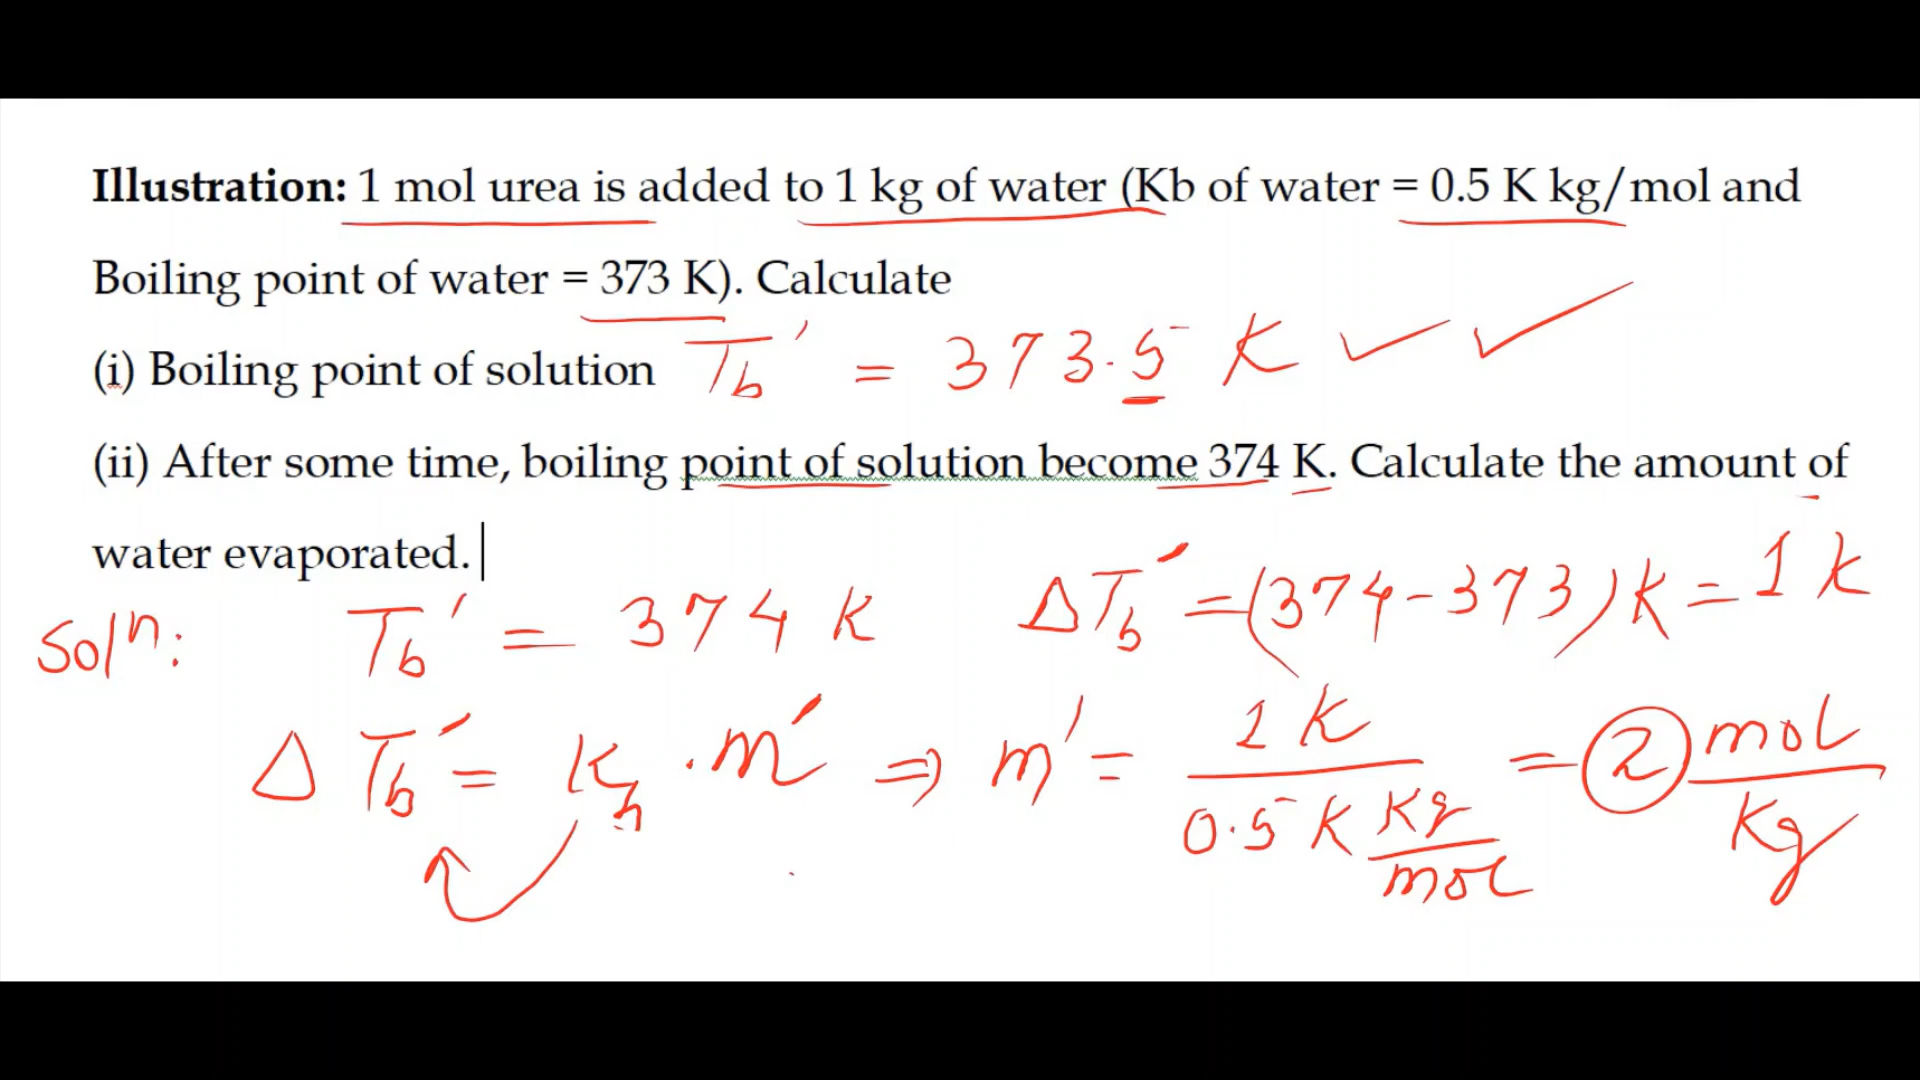 Illustration: 1 mol urea is added to 1 kg of water (Kb of water = 0.5 K kg/mol and
Boiling point of water = 373 K). Calculate
(i) Boiling point of solution Tb' = 373.5 K ✓ ✓
(ii) After some time, boiling point of solution become 374 K. Calculate the amount of
water evaporated.
Soln: Tb' = 374 K ΔTb' = (374-373) K = 1 K
ΔTb' = Kb . m' ⇒ m' = 1 K / 0.5 K Kg/mol = 2 mol/Kg